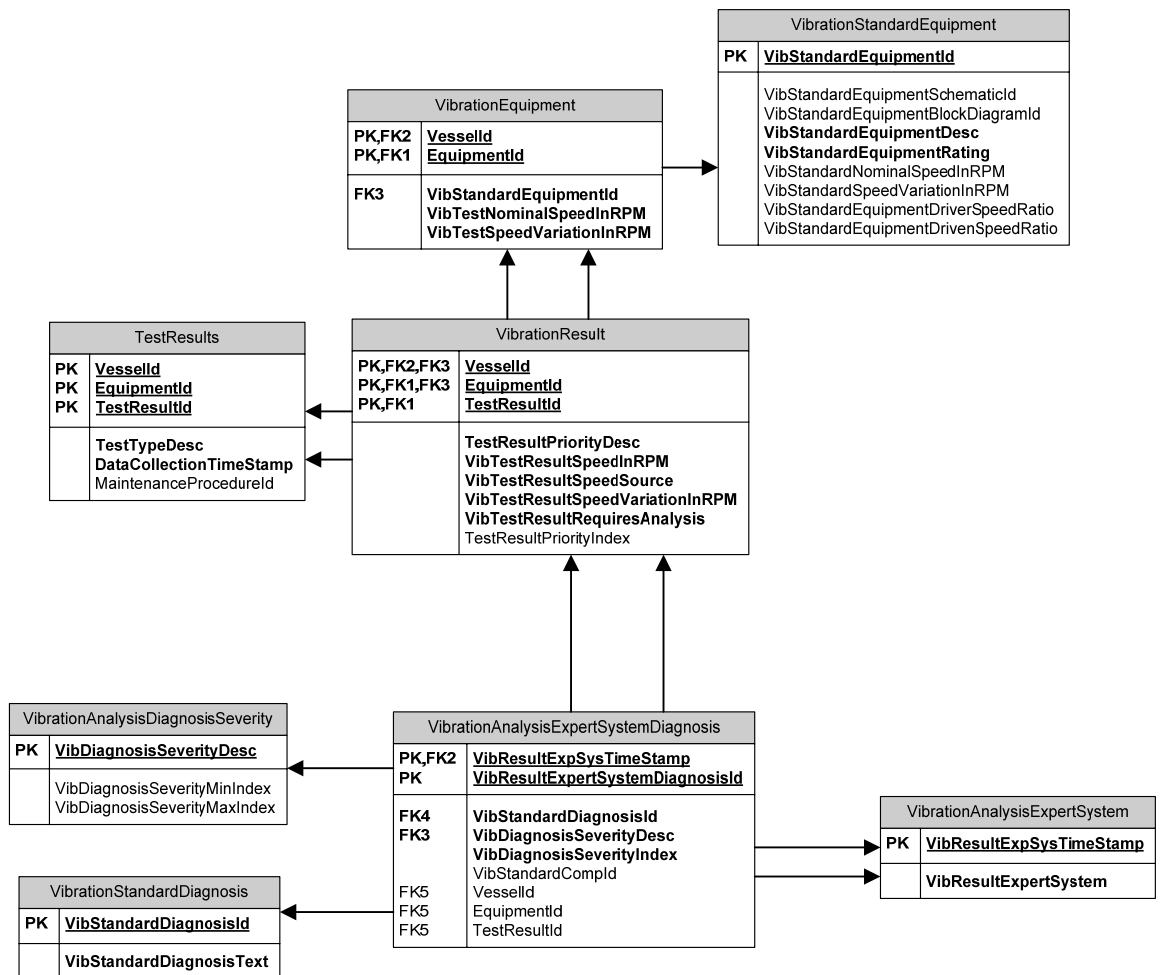 VibrationStandardEquipment
PK VibStandardEquipmentId
VibStandardEquipmentSchematicId
VibStandardEquipmentBlockDiagramId
VibStandardEquipmentDesc
VibStandardEquipmentRating
VibStandardNominalSpeedInRPM
VibStandardSpeedVariationInRPM
VibStandardEquipmentDriverSpeedRatio
VibStandardEquipmentDrivenSpeedRatio
VibrationEquipment
PK,FK2 VesselId
PK,FK1 EquipmentId
FK3 VibStandardEquipmentId
VibTestNominalSpeedInRPM
VibTestSpeedVariationInRPM
TestResults
PK VesselId
PK EquipmentId
PK TestResultId
TestTypeDesc
DataCollectionTimeStamp
MaintenanceProcedureId
VibrationResult
PK,FK2,FK3 VesselId
PK,FK1,FK3 EquipmentId
PK,FK1 TestResultId
TestResultPriorityDesc
VibTestResultSpeedInRPM
VibTestResultSpeedSource
VibTestResultSpeedVariationInRPM
VibTestResultRequiresAnalysis
TestResultPriorityIndex
VibrationAnalysisDiagnosisSeverity
PK VibDiagnosisSeverityDesc
VibDiagnosisSeverityMinIndex
VibDiagnosisSeverityMaxIndex
VibrationAnalysisExpertSystemDiagnosis
PK,FK2 VibResultExpSysTimeStamp
PK VibResultExpertSystemDiagnosisId
FK4 VibStandardDiagnosisId
FK3 VibDiagnosisSeverityDesc
VibDiagnosisSeverityIndex
VibStandardCompId
FK5 VesselId
FK5 EquipmentId
FK5 TestResultId
VibrationAnalysisExpertSystem
PK VibResultExpSysTimeStamp
VibResultExpertSystem
VibrationStandardDiagnosis
PK VibStandardDiagnosisId
VibStandardDiagnosisText